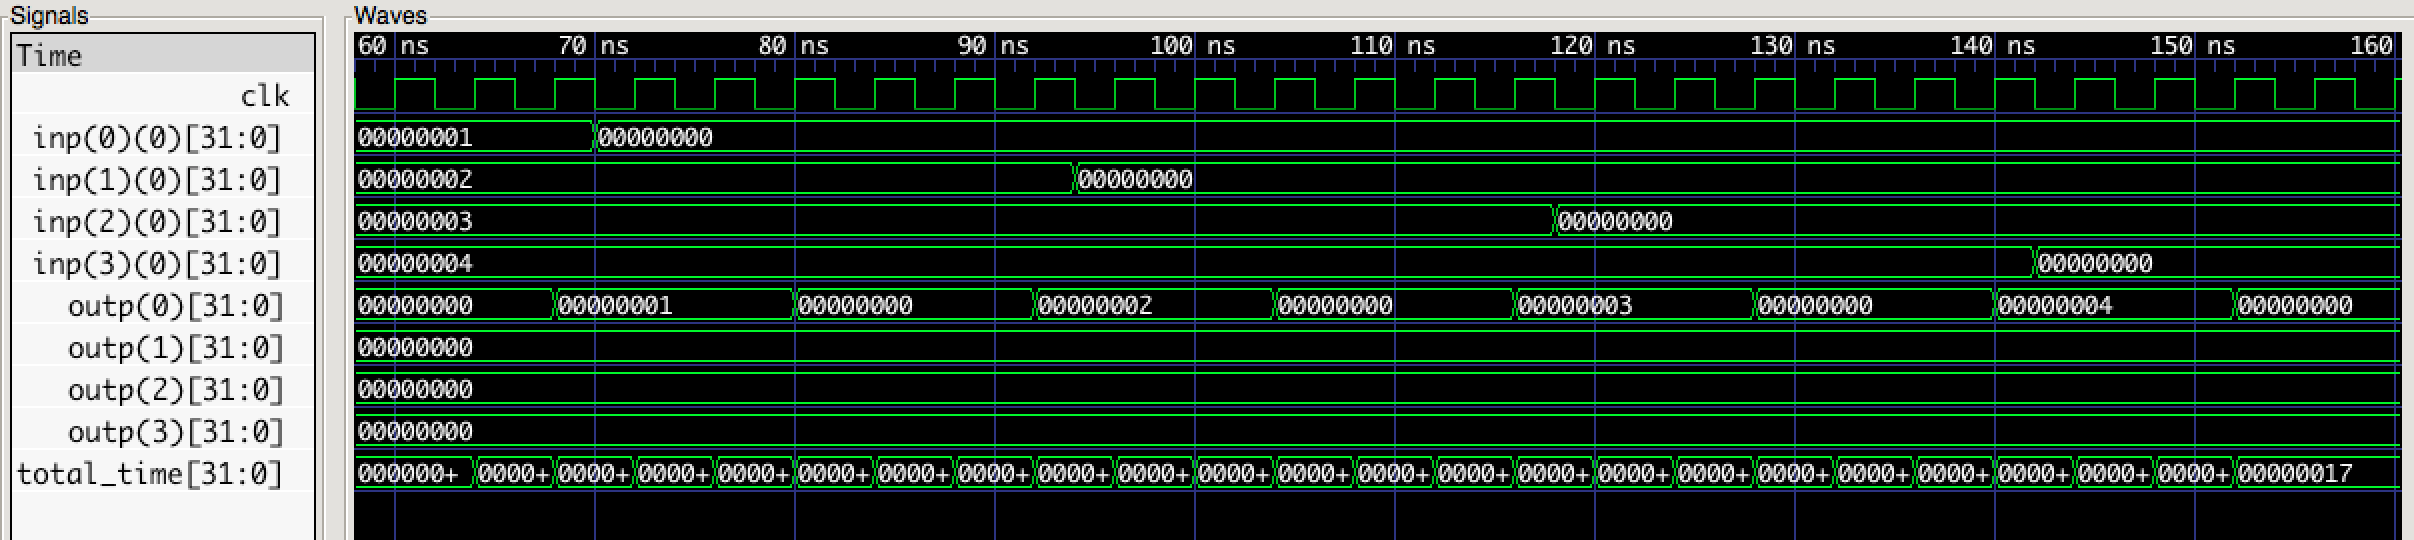 Signals Waves
Time 60 ns 70 ns 80 ns 90 ns 100 ns 110 ns 120 ns 130 ns 140 ns 150 ns 160
clk
inp(0)(0)[31:0] 00000001 00000000
inp(1)(0)[31:0] 00000002 00000000
inp(2)(0)[31:0] 00000003 00000000
inp(3)(0)[31:0] 00000004 00000000
outp(0)[31:0] 00000000 00000001 00000000 00000002 00000000 00000003 00000000 00000004 00000000
outp(1)[31:0] 00000000
outp(2)[31:0] 00000000
outp(3)[31:0] 00000000
total_time[31:0] 000000+ 0000+ 0000+ 0000+ 0000+ 0000+ 0000+ 0000+ 0000+ 0000+ 0000+ 0000+ 0000+ 0000+ 0000+ 0000+ 0000+ 0000+ 0000+ 0000+ 0000+ 0000+ 00000017